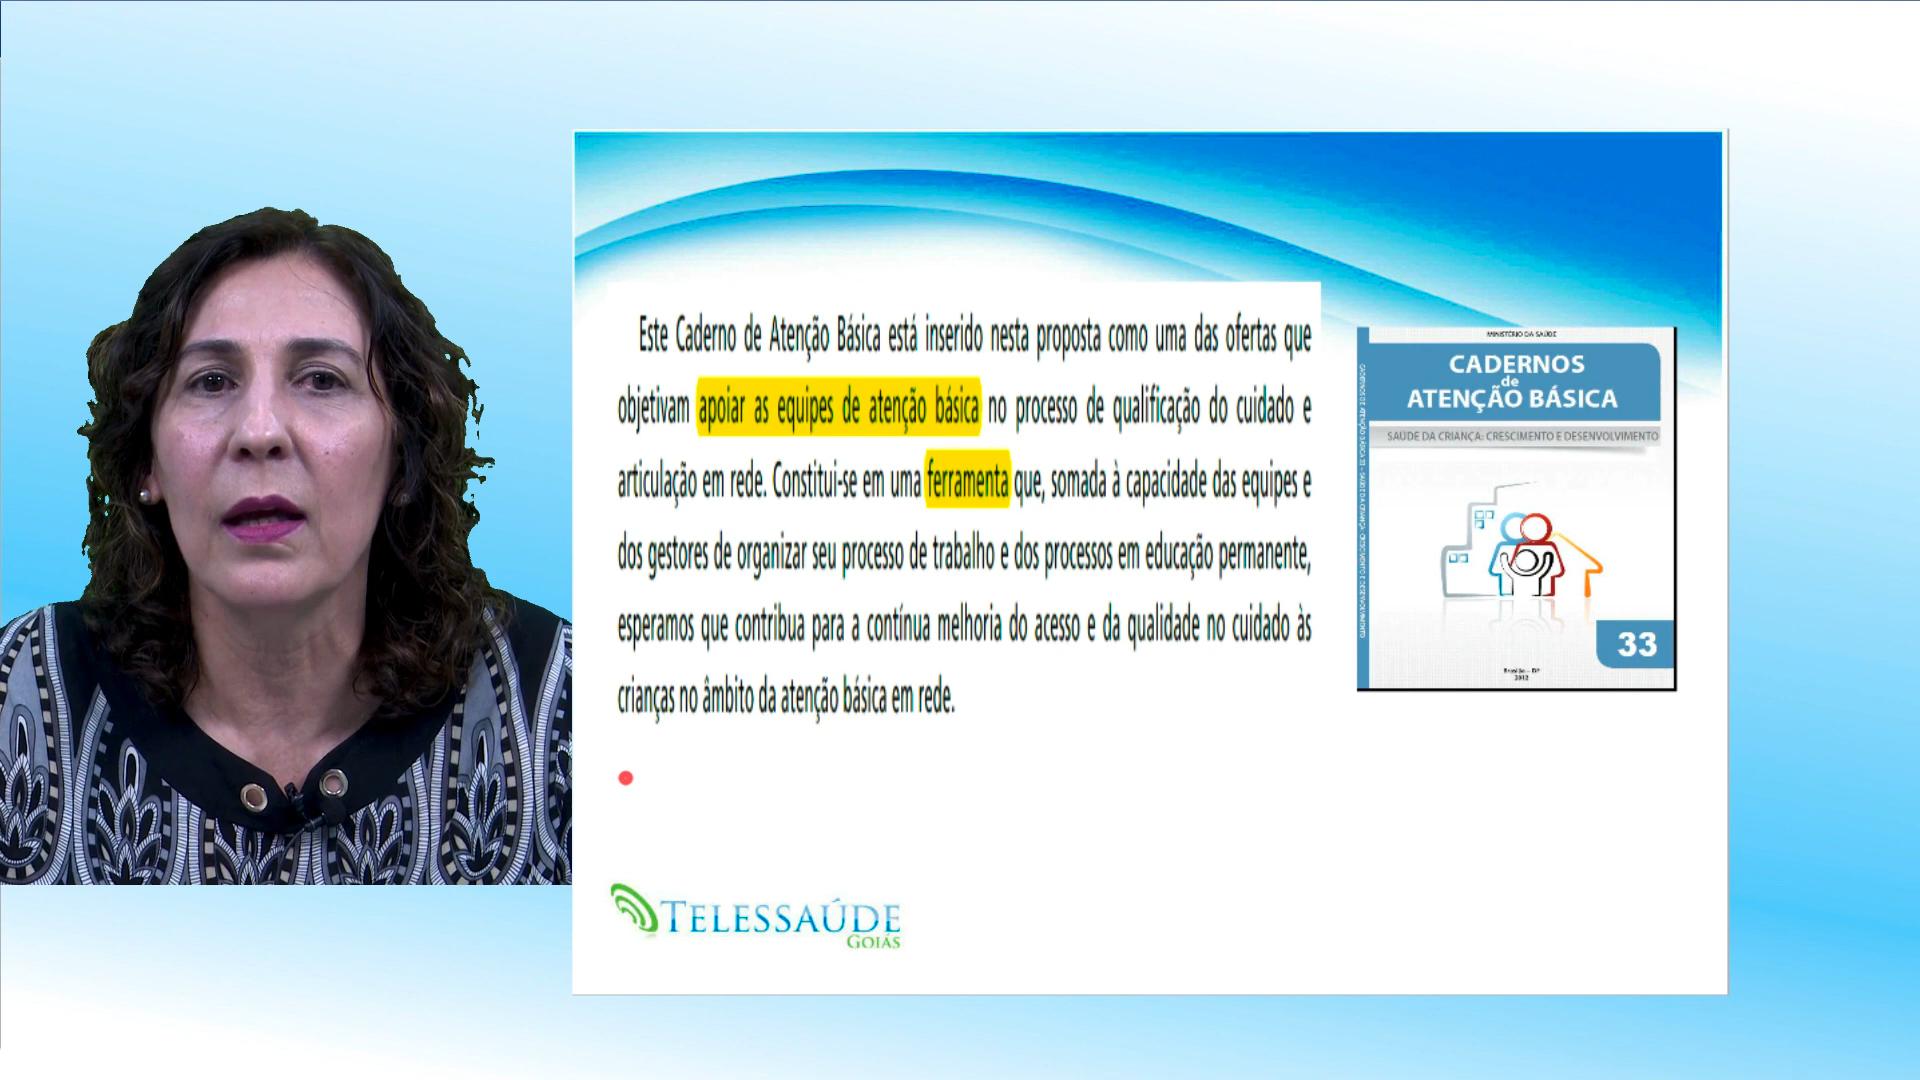 Este Caderno de Atenção Básica está inserido nesta proposta como uma das ofertas que
objetivam apoiar as equipes de atenção básica no processo de qualificação do cuidado e
articulação em rede. Constitui-se em uma ferramenta que, somada à capacidade das equipes e
dos gestores de organizar seu processo de trabalho e dos processos em educação permanente,
esperamos que contribua para a contínua melhoria do acesso e da qualidade no cuidado às
crianças no âmbito da atenção básica em rede.
MINISTÉRIO DA SAÚDE
CADERNOS
de
ATENÇÃO BÁSICA
SAÚDE DA CRIANÇA: CRESCIMENTO E DESENVOLVIMENTO
33
Brasília - DF
2012
TELESSAÚDE
GOIÁS